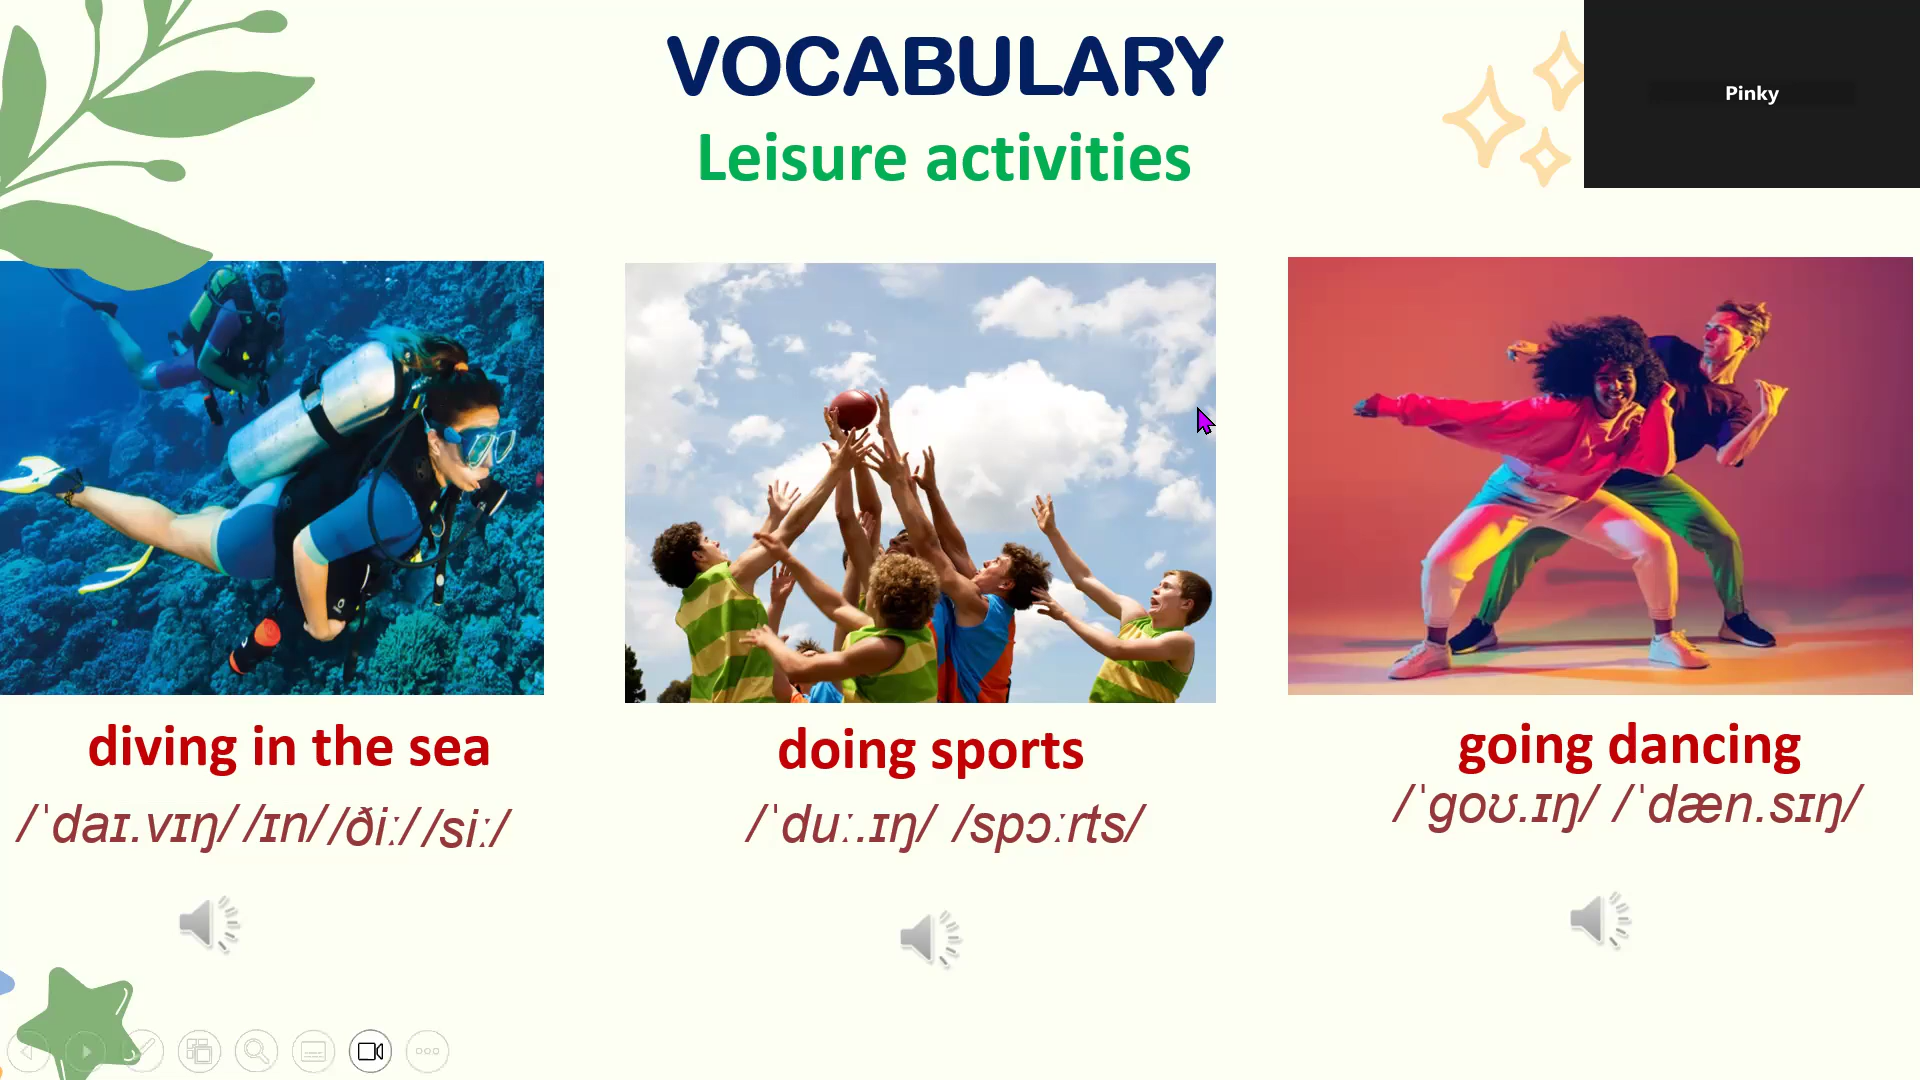 VOCABULARY
Leisure activities
Pinky
diving in the sea
/ˈdaɪ.vɪŋ/ /ɪn/ /ðiː/ /siː/
doing sports
/ˈduː.ɪŋ/ /spɔːrts/
going dancing
/ˈɡoʊ.ɪŋ/ /ˈdæn.sɪŋ/